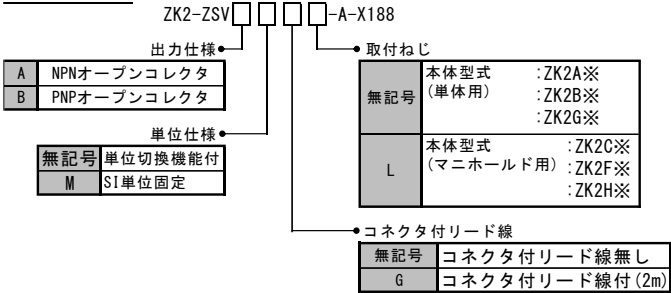 ZK2-ZSV□□□□-A-X188
出力仕様
A NPNオープンコレクタ
B PNPオープンコレクタ
単位仕様
無記号 単位切換機能付
M SI単位固定
取付ねじ
無記号 本体型式 :ZK2A※
(単体用) :ZK2B※
:ZK2G※
L 本体型式 :ZK2C※
(マニホールド用) :ZK2F※
:ZK2H※
コネクタ付リード線
無記号 コネクタ付リード線無し
G コネクタ付リード線付(2m)